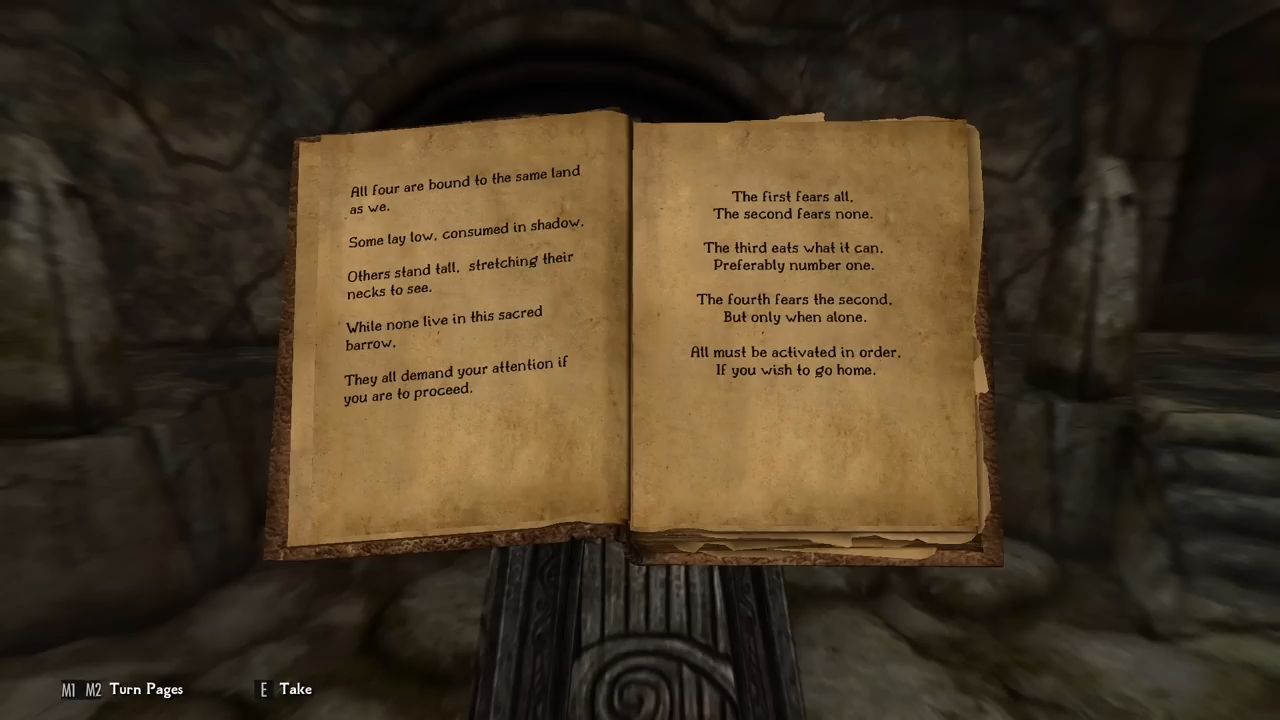 All four are bound to the same land
as we.
Some lay low, consumed in shadow.
Others stand tall, stretching their
necks to see.
While none live in this sacred
barrow,
They all demand your attention if
you are to proceed.
The first fears all,
The second fears none.
The third eats what it can,
Preferably number one.
The fourth fears the second,
But only when alone.
All must be activated in order,
If you wish to go home.
M1 M2 Turn Pages
E Take